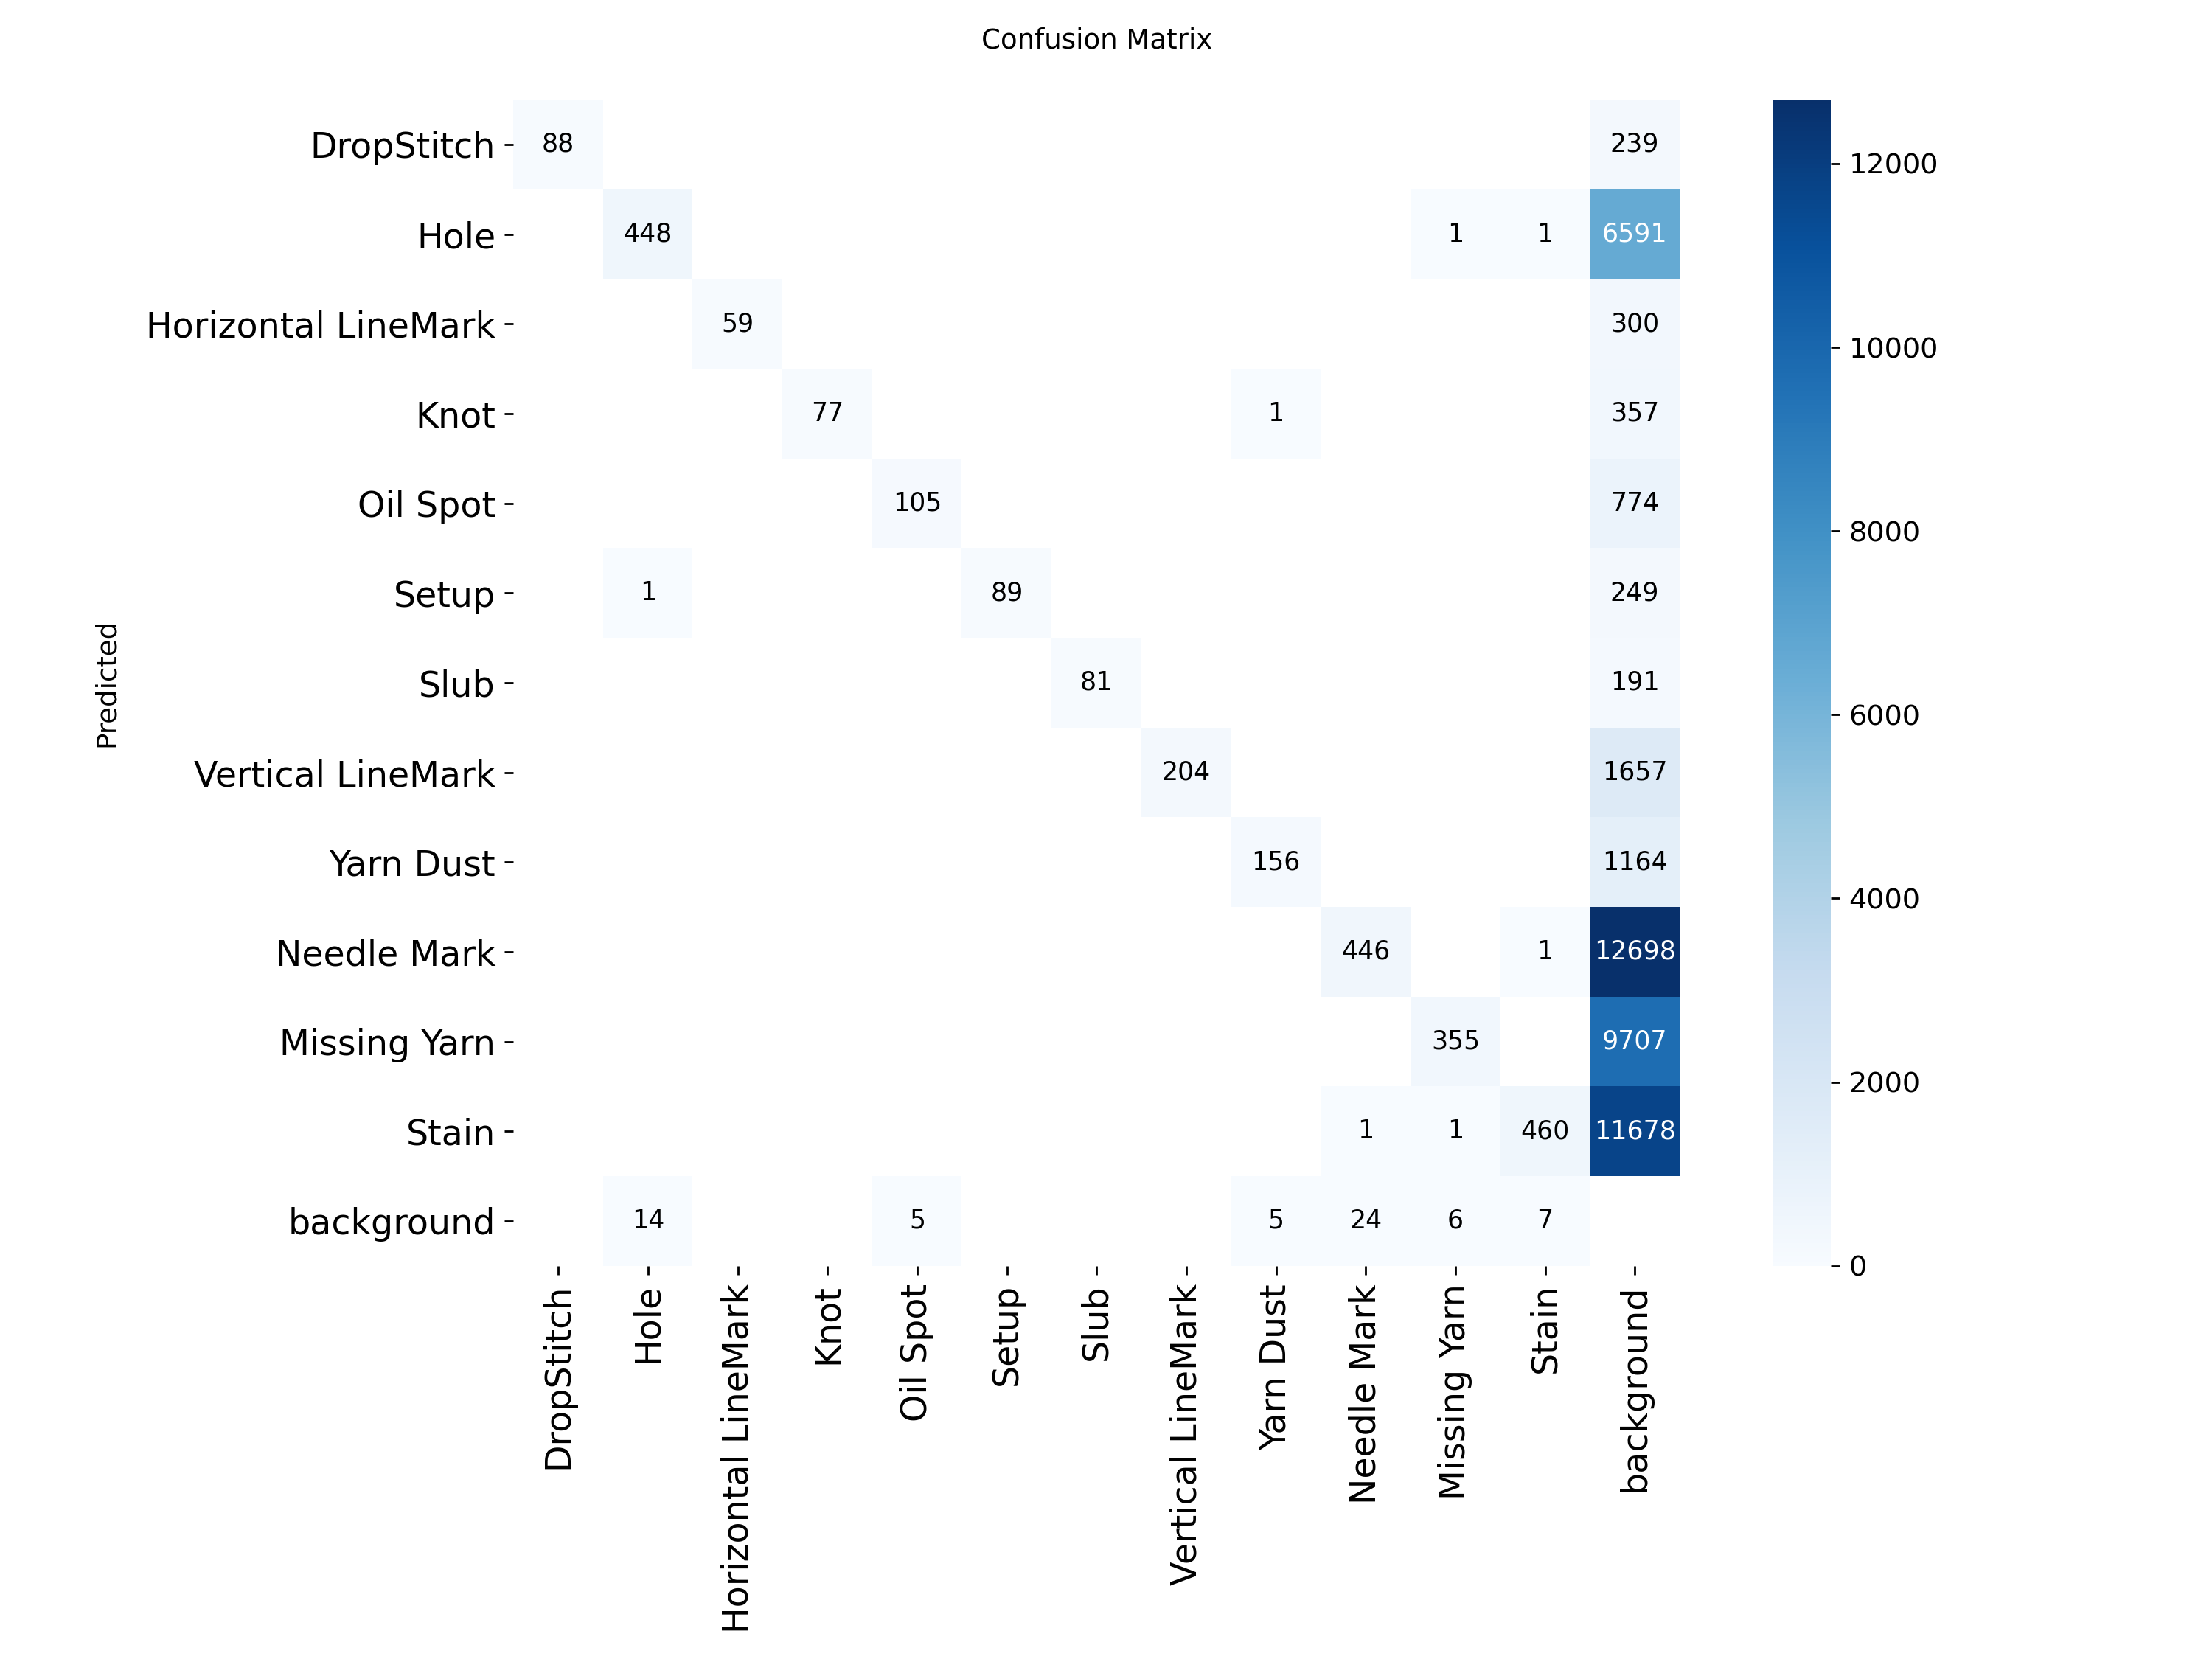 Confusion Matrix
DropStitch 88 239
Hole 448 1 1 6591
Horizontal LineMark 59 300
Knot 77 1 357
Oil Spot 105 774
Setup 1 89 249
Slub 81 191
Vertical LineMark 204 1657
Yarn Dust 156 1164
Needle Mark 446 1 12698
Missing Yarn 355 9707
Stain 1 1 460 11678
background 14 5 5 24 6 7
Predicted
DropStitch
Hole
Horizontal LineMark
Knot
Oil Spot
Setup
Slub
Vertical LineMark
Yarn Dust
Needle Mark
Missing Yarn
Stain
background
12000
10000
8000
6000
4000
2000
0